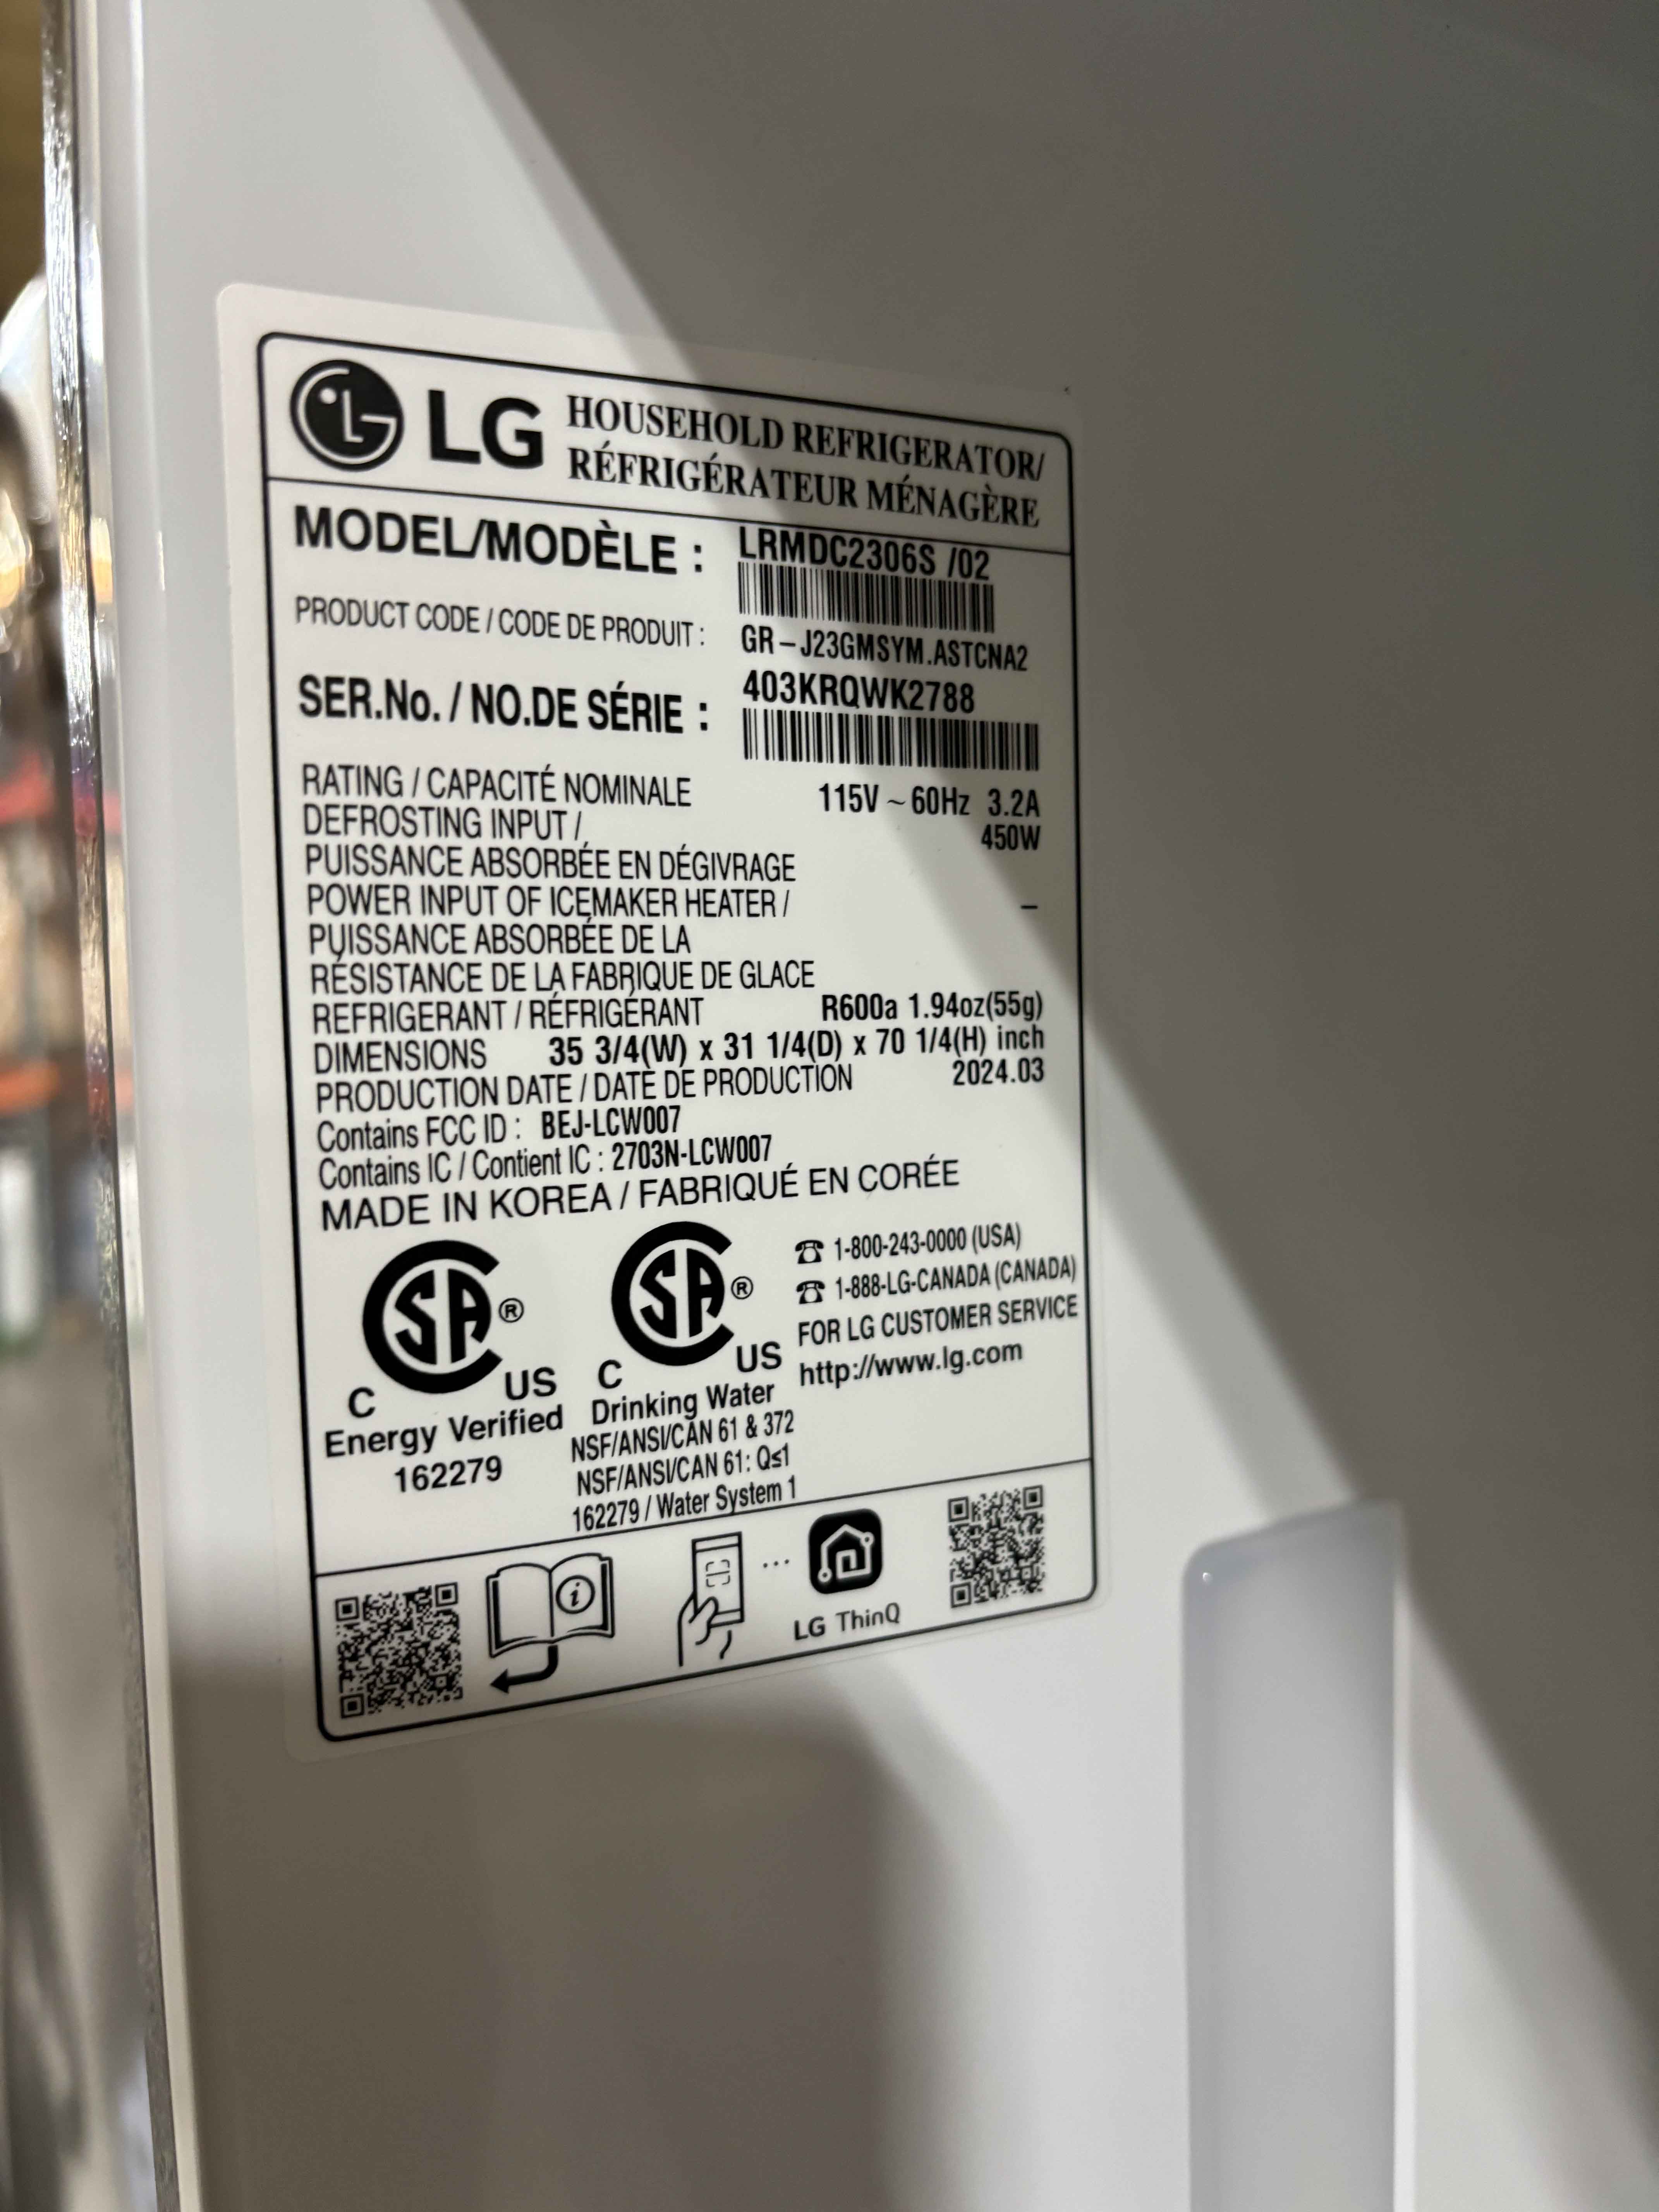 LG HOUSEHOLD REFRIGERATOR/
RÉFRIGÉRATEUR MÉNAGÈRE
MODEL/MODÈLE : LRMDC2306S /02
PRODUCT CODE / CODE DE PRODUIT : GR-J23GMSYM.ASTCNA2
SER.No. / NO.DE SÉRIE : 403KRQWK2788
RATING / CAPACITÉ NOMINALE 115V ~ 60Hz 3.2A
DEFROSTING INPUT / 450W
PUISSANCE ABSORBÉE EN DÉGIVRAGE
POWER INPUT OF ICEMAKER HEATER / –
PUISSANCE ABSORBÉE DE LA
RÉSISTANCE DE LA FABRIQUE DE GLACE
REFRIGERANT / RÉFRIGÉRANT R600a 1.94oz(55g)
DIMENSIONS 35 3/4(W) x 31 1/4(D) x 70 1/4(H) inch
PRODUCTION DATE / DATE DE PRODUCTION 2024.03
Contains FCC ID : BEJ-LCW007
Contains IC / Contient IC : 2703N-LCW007
MADE IN KOREA / FABRIQUÉ EN CORÉE
SA ®
C US
Energy Verified
162279
SA ®
C US
Drinking Water
NSF/ANSI/CAN 61 & 372
NSF/ANSI/CAN 61: Q≤1
162279 / Water System 1
☎ 1-800-243-0000 (USA)
☎ 1-888-LG-CANADA (CANADA)
FOR LG CUSTOMER SERVICE
http://www.lg.com
i
LG ThinQ